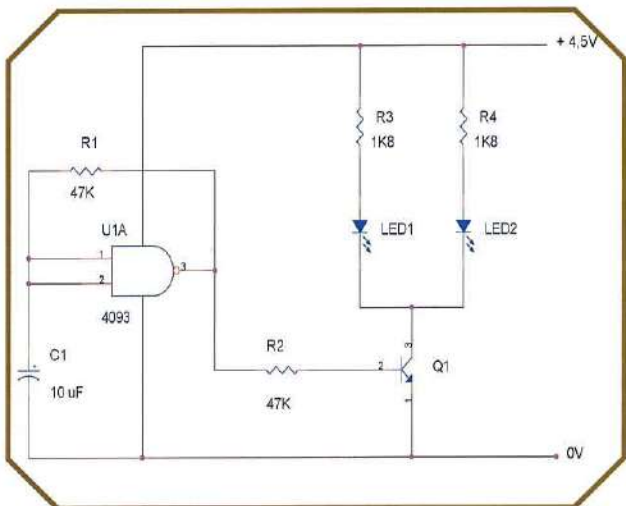 + 4,5V
R1
47K
R3
1K8
R4
1K8
U1A
1
2
3
4093
LED1
LED2
C1
10 uF
R2
47K
3
2
Q1
1
0V